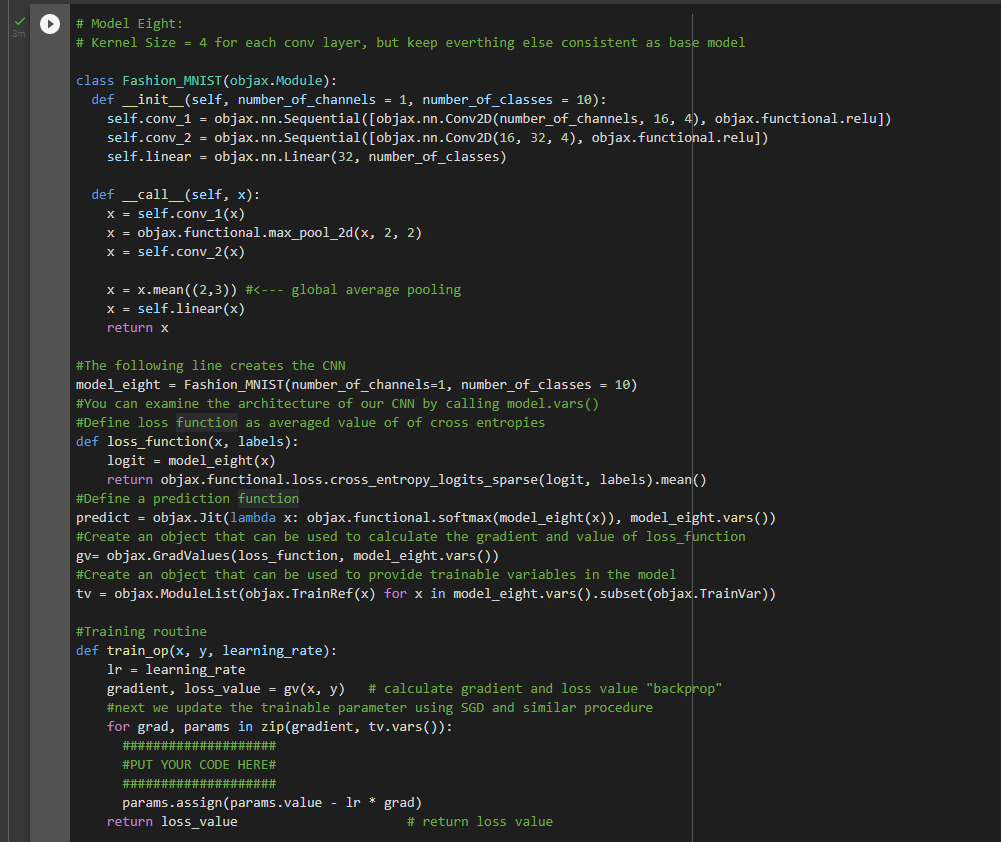 3m
# Model Eight:
# Kernel Size = 4 for each conv layer, but keep everthing else consistent as base model
class Fashion_MNIST(objax.Module):
  def __init__(self, number_of_channels = 1, number_of_classes = 10):
    self.conv_1 = objax.nn.Sequential([objax.nn.Conv2D(number_of_channels, 16, 4), objax.functional.relu])
    self.conv_2 = objax.nn.Sequential([objax.nn.Conv2D(16, 32, 4), objax.functional.relu])
    self.linear = objax.nn.Linear(32, number_of_classes)
  def __call__(self, x):
    x = self.conv_1(x)
    x = objax.functional.max_pool_2d(x, 2, 2)
    x = self.conv_2(x)
    x = x.mean((2,3)) #<--- global average pooling
    x = self.linear(x)
    return x
#The following line creates the CNN
model_eight = Fashion_MNIST(number_of_channels=1, number_of_classes = 10)
#You can examine the architecture of our CNN by calling model.vars()
#Define loss function as averaged value of of cross entropies
def loss_function(x, labels):
    logit = model_eight(x)
    return objax.functional.loss.cross_entropy_logits_sparse(logit, labels).mean()
#Define a prediction function
predict = objax.Jit(lambda x: objax.functional.softmax(model_eight(x)), model_eight.vars())
#Create an object that can be used to calculate the gradient and value of loss_function
gv= objax.GradValues(loss_function, model_eight.vars())
#Create an object that can be used to provide trainable variables in the model
tv = objax.ModuleList(objax.TrainRef(x) for x in model_eight.vars().subset(objax.TrainVar))
#Training routine
def train_op(x, y, learning_rate):
    lr = learning_rate
    gradient, loss_value = gv(x, y)   # calculate gradient and loss value "backprop"
    #next we update the trainable parameter using SGD and similar procedure
    for grad, params in zip(gradient, tv.vars()):
      ####################
      #PUT YOUR CODE HERE#
      ####################
      params.assign(params.value - lr * grad)
    return loss_value                      # return loss value